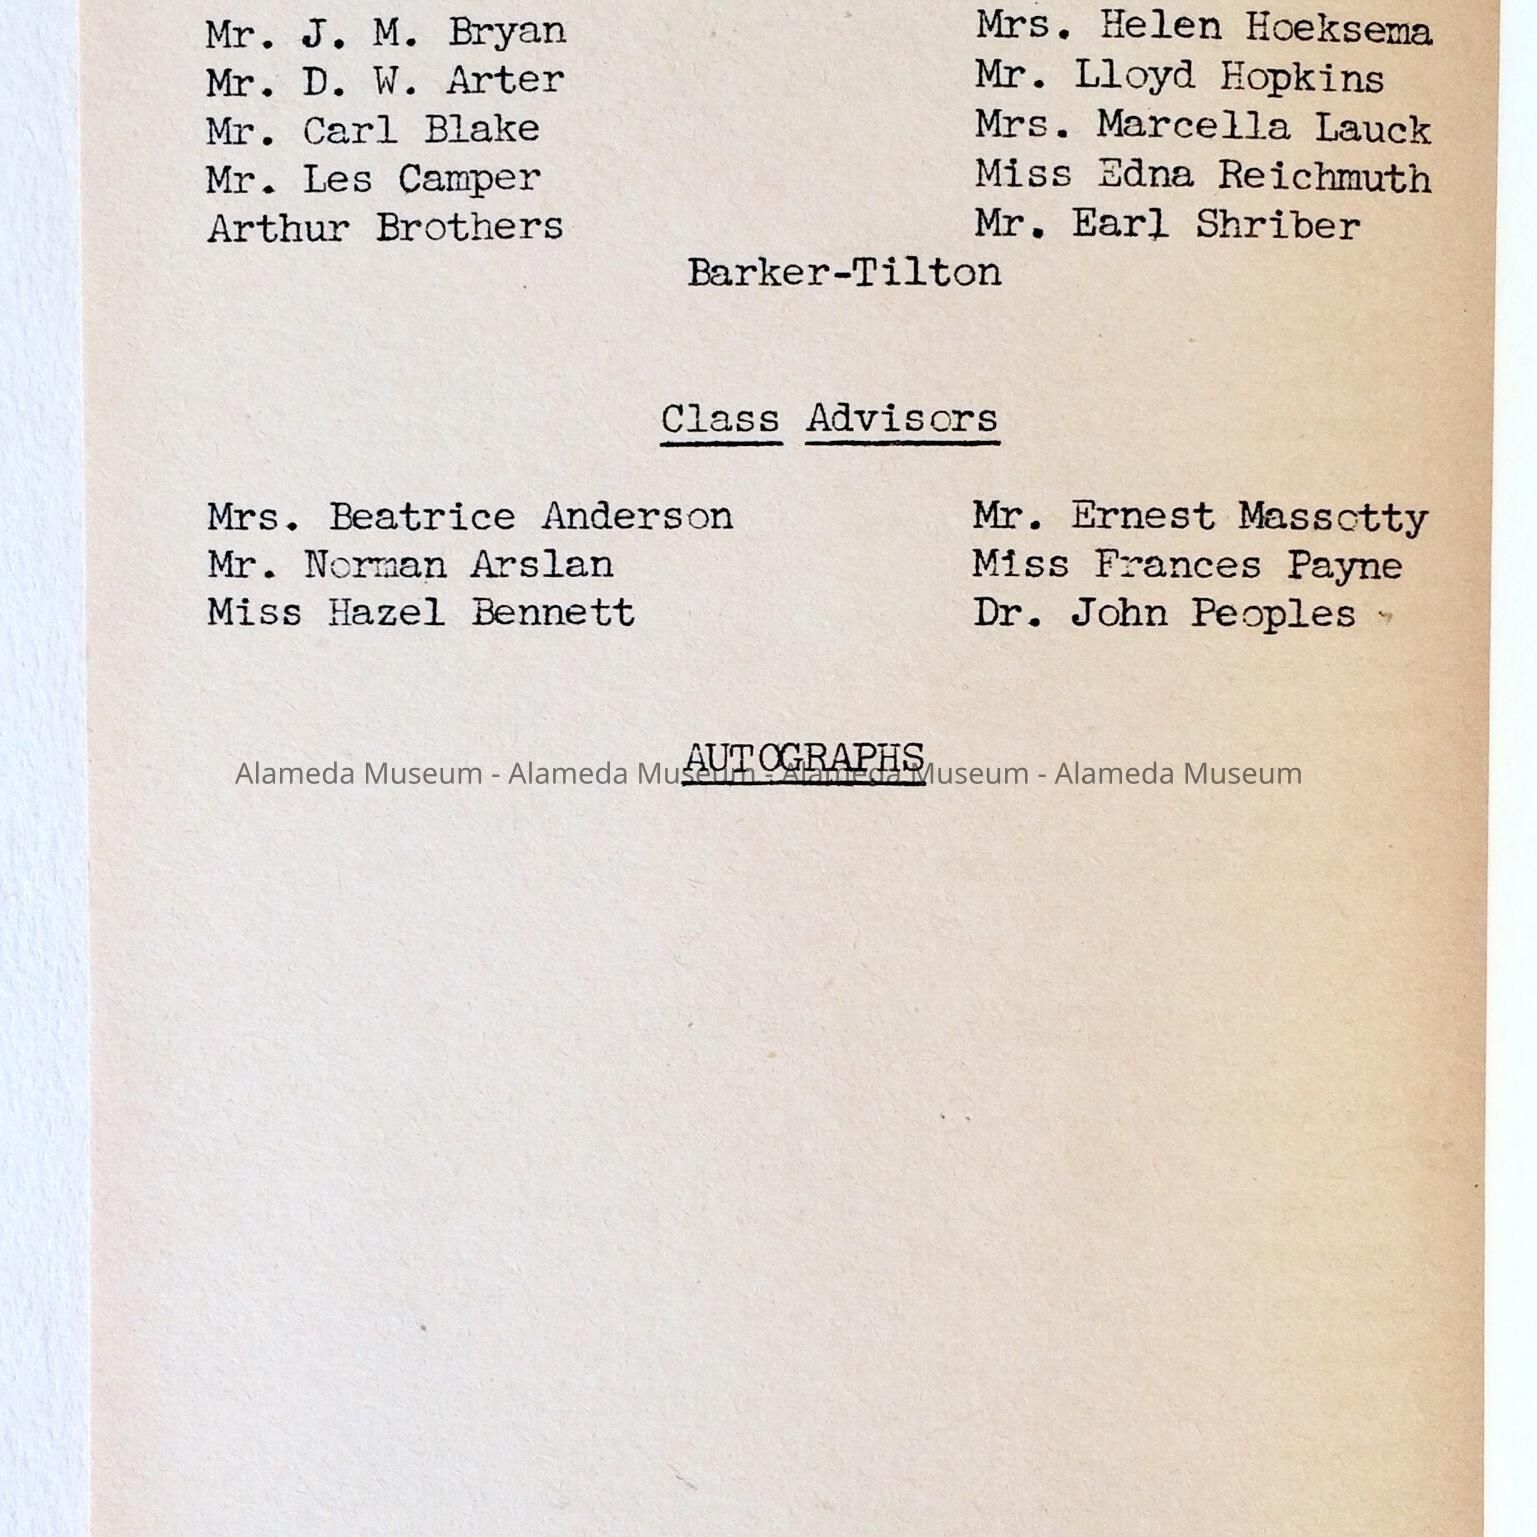 Mr. J. M. Bryan
Mr. D. W. Arter
Mr. Carl Blake
Mr. Les Camper
Arthur Brothers
Mrs. Helen Hoeksema
Mr. Lloyd Hopkins
Mrs. Marcella Lauck
Miss Edna Reichmuth
Mr. Earl Shriber
Barker-Tilton
Class Advisors
Mrs. Beatrice Anderson
Mr. Norman Arslan
Miss Hazel Bennett
Mr. Ernest Massotty
Miss Frances Payne
Dr. John Peoples
AUTOGRAPHS
Alameda Museum - Alameda Museum - Alameda Museum - Alameda Museum